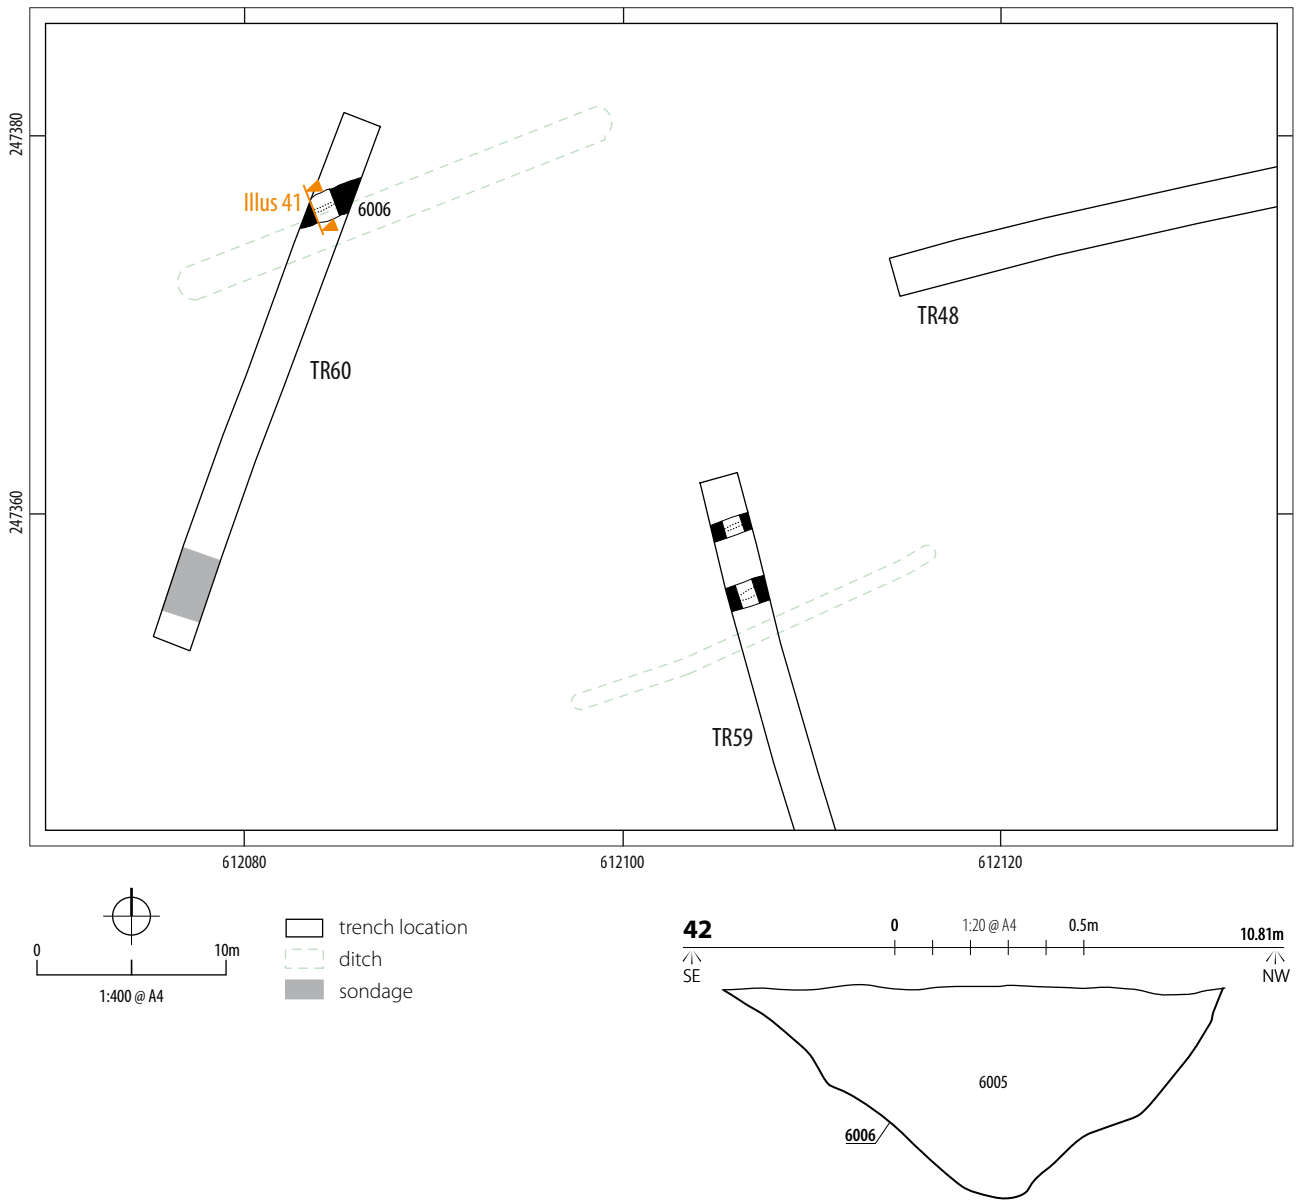 247380
Illus 41
6006
TR48
TR60
247360
TR59
612080
612100
612120
0
10m
1:400 @ A4
trench location
ditch
sondage
42
0
1:20 @ A4
0.5m
10.81m
SE
NW
6005
6006